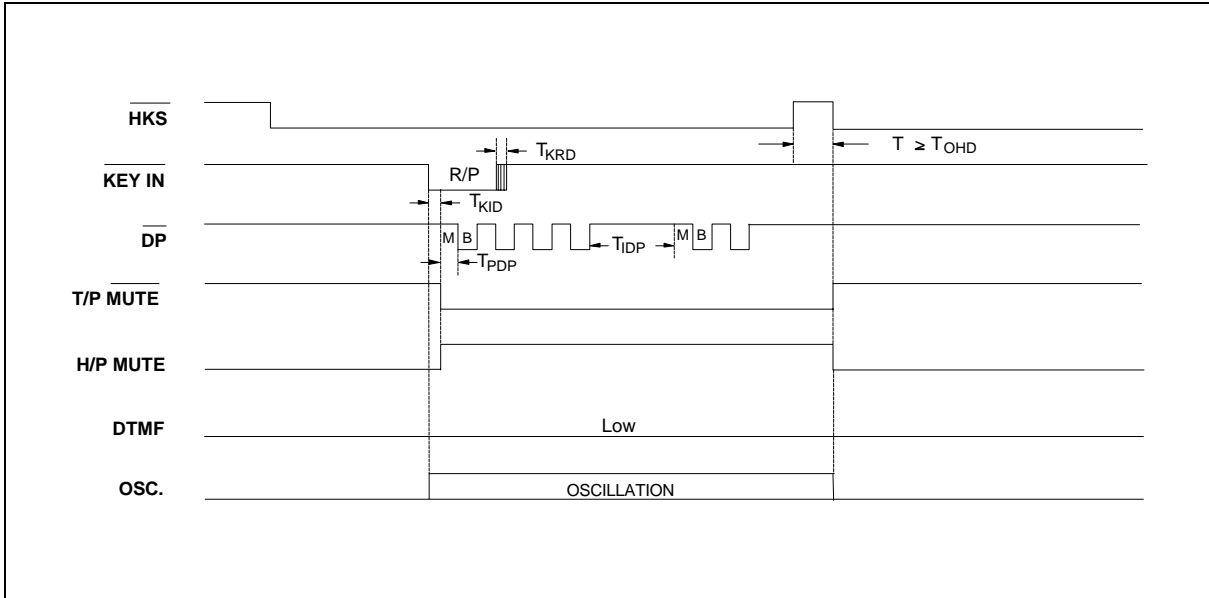 HKS
T ≥ TOHD
TKRD
KEY IN
R/P
TKID
DP
M B
TIDP
M B
TPDP
T/P MUTE
H/P MUTE
DTMF
Low
OSC.
OSCILLATION